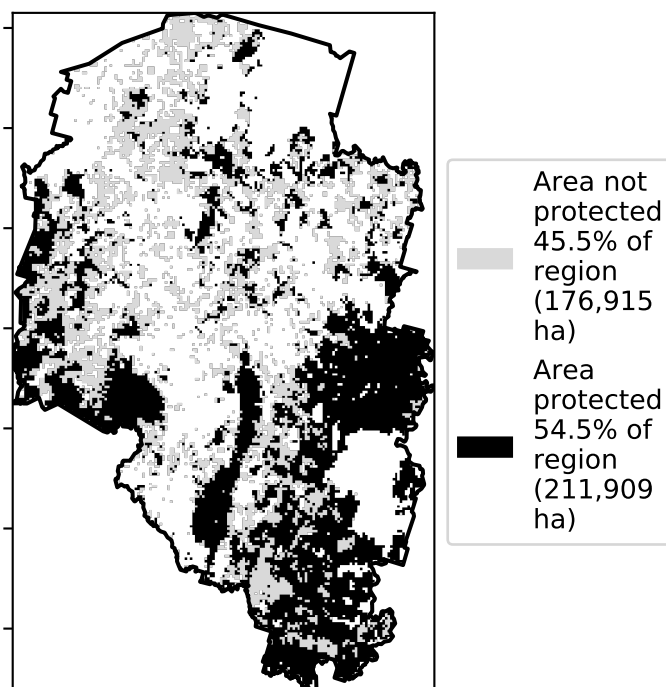 Area not
protected
45.5% of
region
(176,915
ha)
Area
protected
54.5% of
region
(211,909
ha)